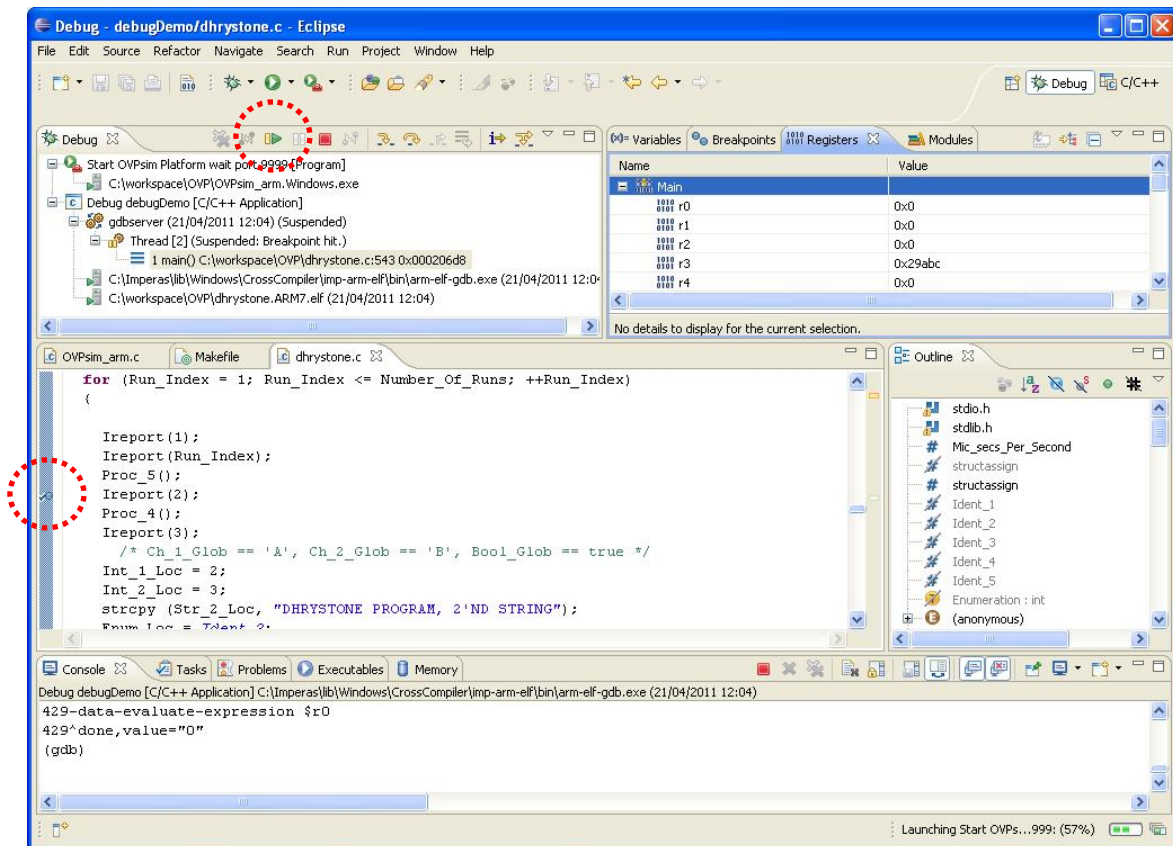 Debug - debugDemo/dhrystone.c - Eclipse
File Edit Source Refactor Navigate Search Run Project Window Help
Debug C/C++
Debug
Start OVPsim Platform wait port 9999 [Program]
C:\workspace\OVP\OVPsim_arm.Windows.exe
Debug debugDemo [C/C++ Application]
gdbserver (21/04/2011 12:04) (Suspended)
Thread [2] (Suspended: Breakpoint hit.)
1 main() C:\workspace\OVP\dhrystone.c:543 0x000206d8
C:\Imperas\lib\Windows\CrossCompiler\imp-arm-elf\bin\arm-elf-gdb.exe (21/04/2011 12:04
C:\workspace\OVP\dhrystone.ARM7.elf (21/04/2011 12:04)
(x)= Variables Breakpoints Registers Modules
Name Value
Main
r0 0x0
r1 0x0
r2 0x0
r3 0x29abc
r4 0x0
No details to display for the current selection.
OVPsim_arm.c Makefile dhrystone.c
for (Run_Index = 1; Run_Index <= Number_Of_Runs; ++Run_Index)
{
Ireport(1);
Ireport(Run_Index);
Proc_5();
Ireport(2);
Proc_4();
Ireport(3);
/* Ch_1_Glob == 'A', Ch_2_Glob == 'B', Bool_Glob == true */
Int_1_Loc = 2;
Int_2_Loc = 3;
strcpy (Str_2_Loc, "DHRYSTONE PROGRAM, 2'ND STRING");
Enum_Loc = Ident_2;
Outline
stdio.h
stdlib.h
Mic_secs_Per_Second
structassign
structassign
Ident_1
Ident_2
Ident_3
Ident_4
Ident_5
Enumeration : int
(anonymous)
Console Tasks Problems Executables Memory
Debug debugDemo [C/C++ Application] C:\Imperas\lib\Windows\CrossCompiler\imp-arm-elf\bin\arm-elf-gdb.exe (21/04/2011 12:04)
429-data-evaluate-expression $r0
429^done,value="0"
(gdb)
Launching Start OVPs...999: (57%)